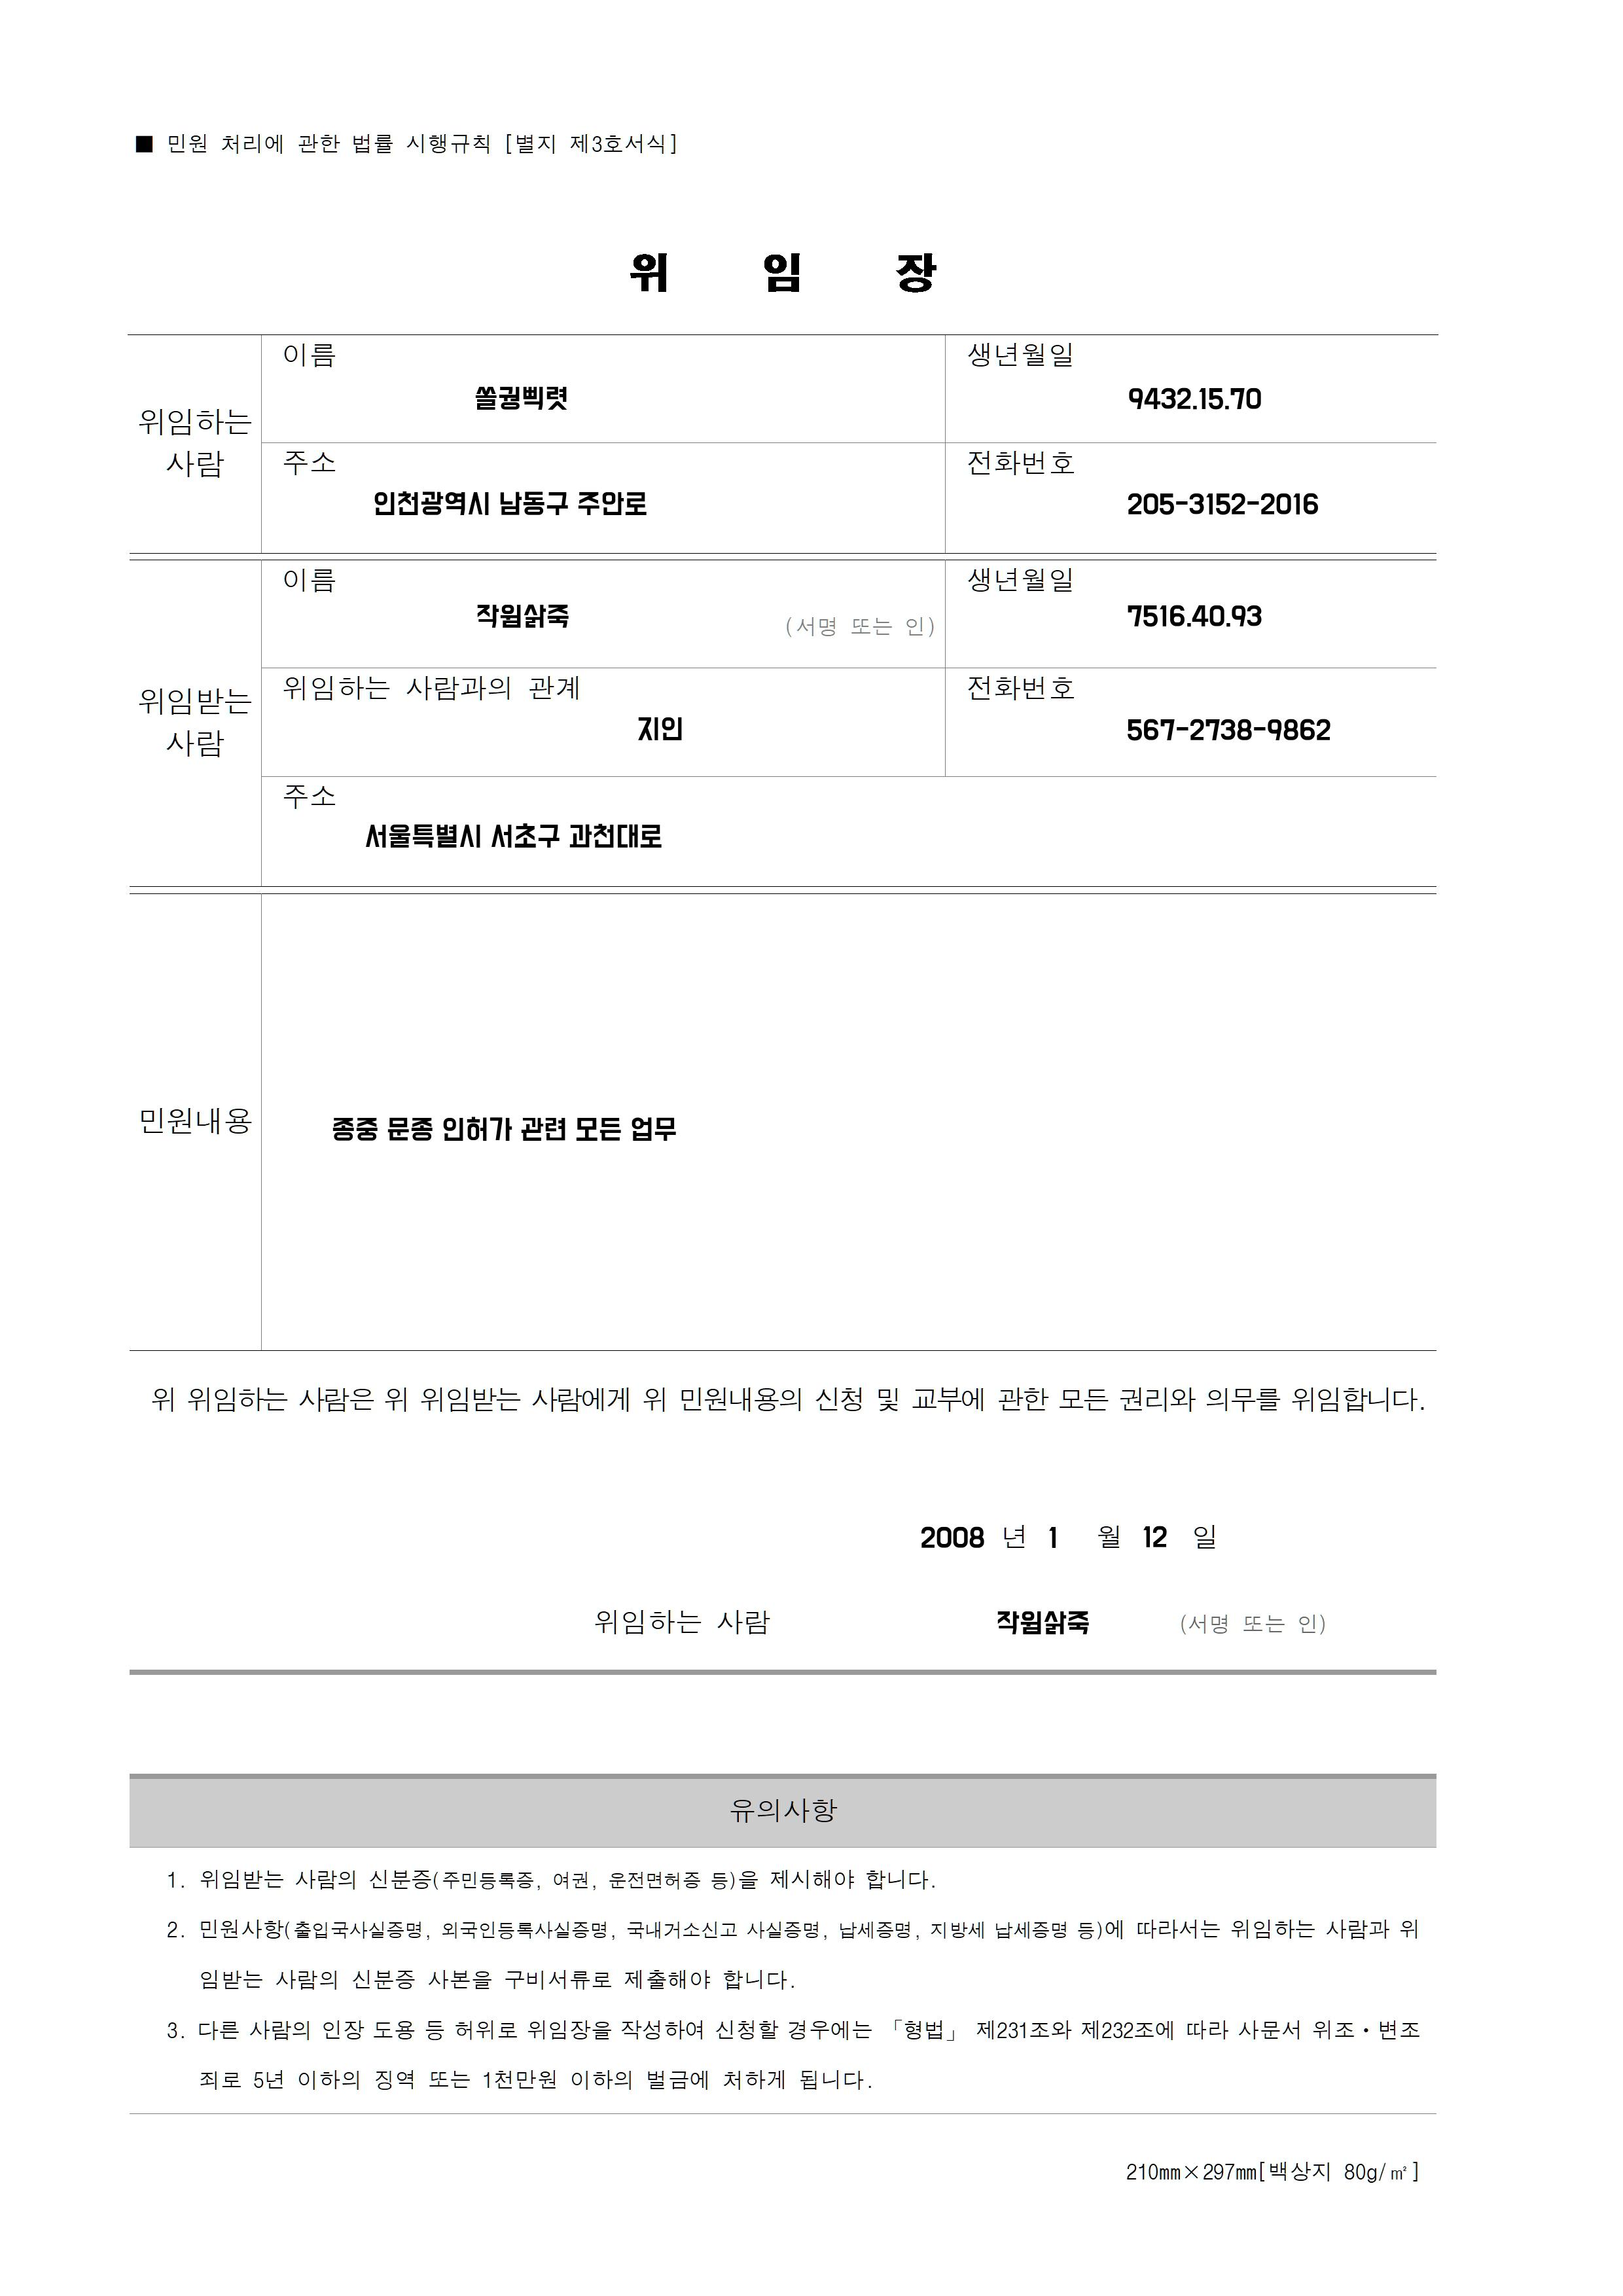 ■ 민원 처리에 관한 법률 시행규칙 [별지 제3호서식]
위 임 장
위임하는 사람
이름
쏠궝삑렷
생년월일
9432.15.70
주소
인천광역시 남동구 주안로
전화번호
205-3152-2016
위임받는 사람
이름
작웜삵죽
(서명 또는 인)
생년월일
7516.40.93
위임하는 사람과의 관계
지인
전화번호
567-2738-9862
주소
서울특별시 서초구 과천대로
민원내용
종중 문종 인허가 관련 모든 업무
위 위임하는 사람은 위 위임받는 사람에게 위 민원내용의 신청 및 교부에 관한 모든 권리와 의무를 위임합니다.
2008 년 1 월 12 일
위임하는 사람 작웜삵죽 (서명 또는 인)
유의사항
1. 위임받는 사람의 신분증(주민등록증, 여권, 운전면허증 등)을 제시해야 합니다.
2. 민원사항(출입국사실증명, 외국인등록사실증명, 국내거소신고 사실증명, 납세증명, 지방세 납세증명 등)에 따라서는 위임하는 사람과 위
임받는 사람의 신분증 사본을 구비서류로 제출해야 합니다.
3. 다른 사람의 인장 도용 등 허위로 위임장을 작성하여 신청할 경우에는 「형법」 제231조와 제232조에 따라 사문서 위조·변조
죄로 5년 이하의 징역 또는 1천만원 이하의 벌금에 처하게 됩니다.
210㎜×297㎜[백상지 80g/㎡]